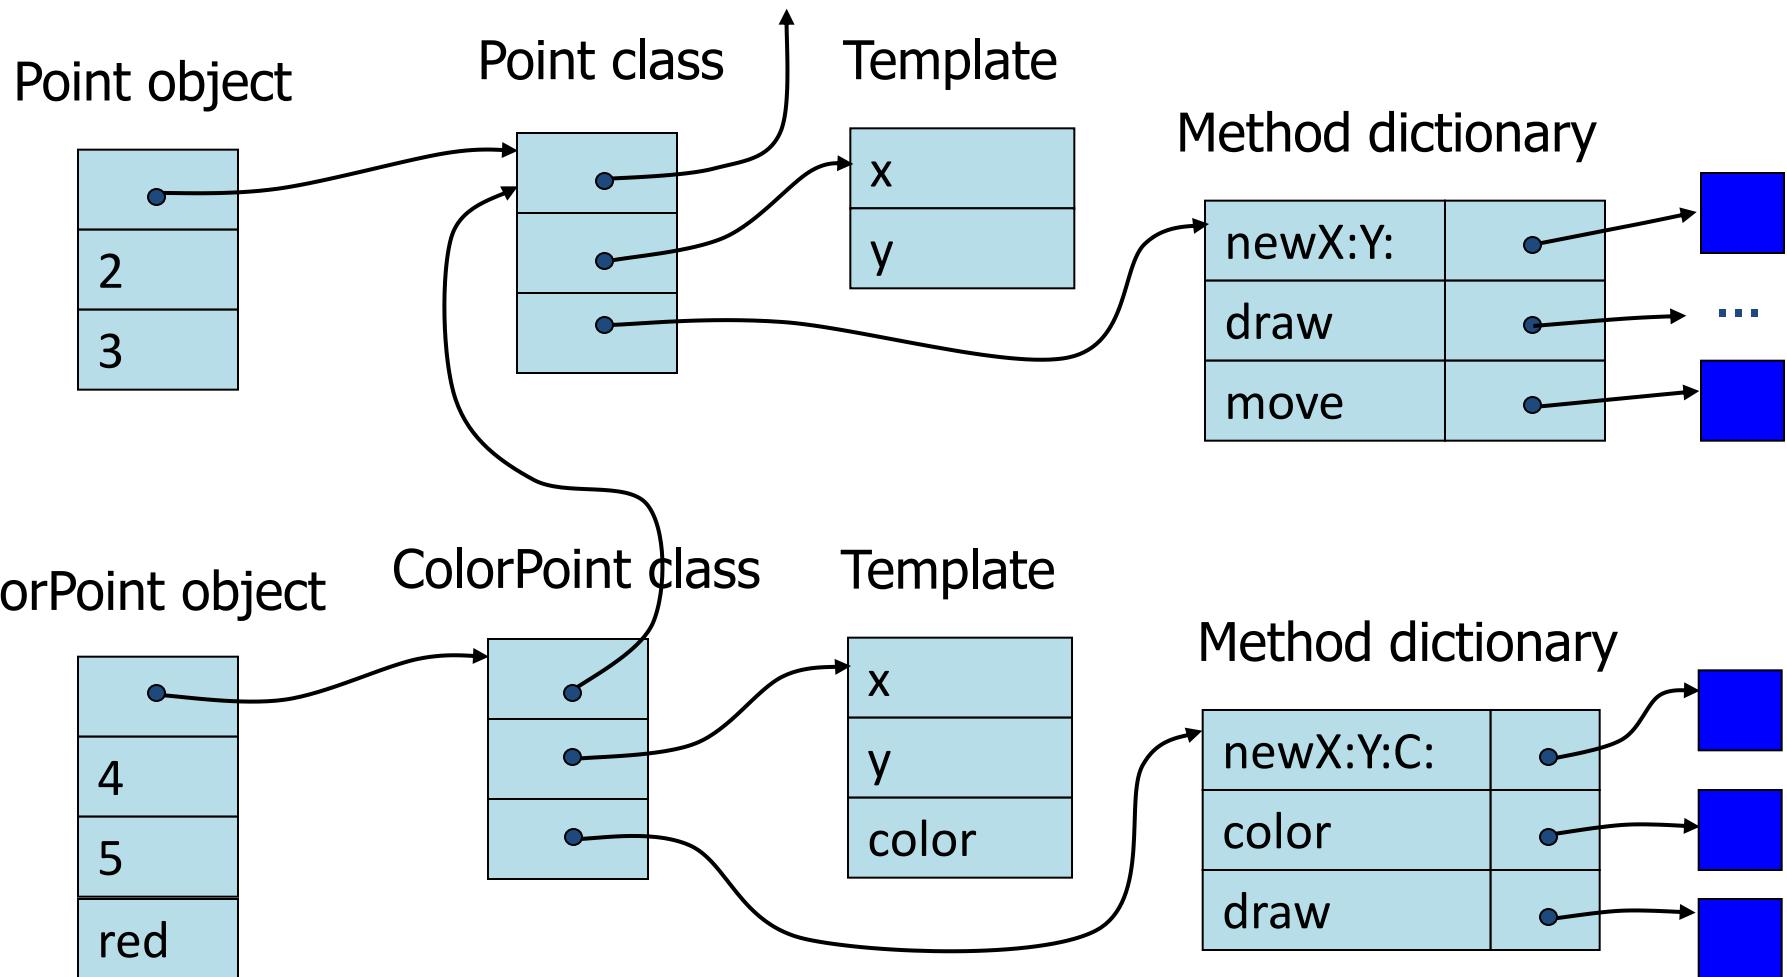 Point object
Point class
Template
Method dictionary
2
3
x
y
newX:Y:
draw
move
...
orPoint object
ColorPoint class
Template
Method dictionary
4
5
red
x
y
color
newX:Y:C:
color
draw